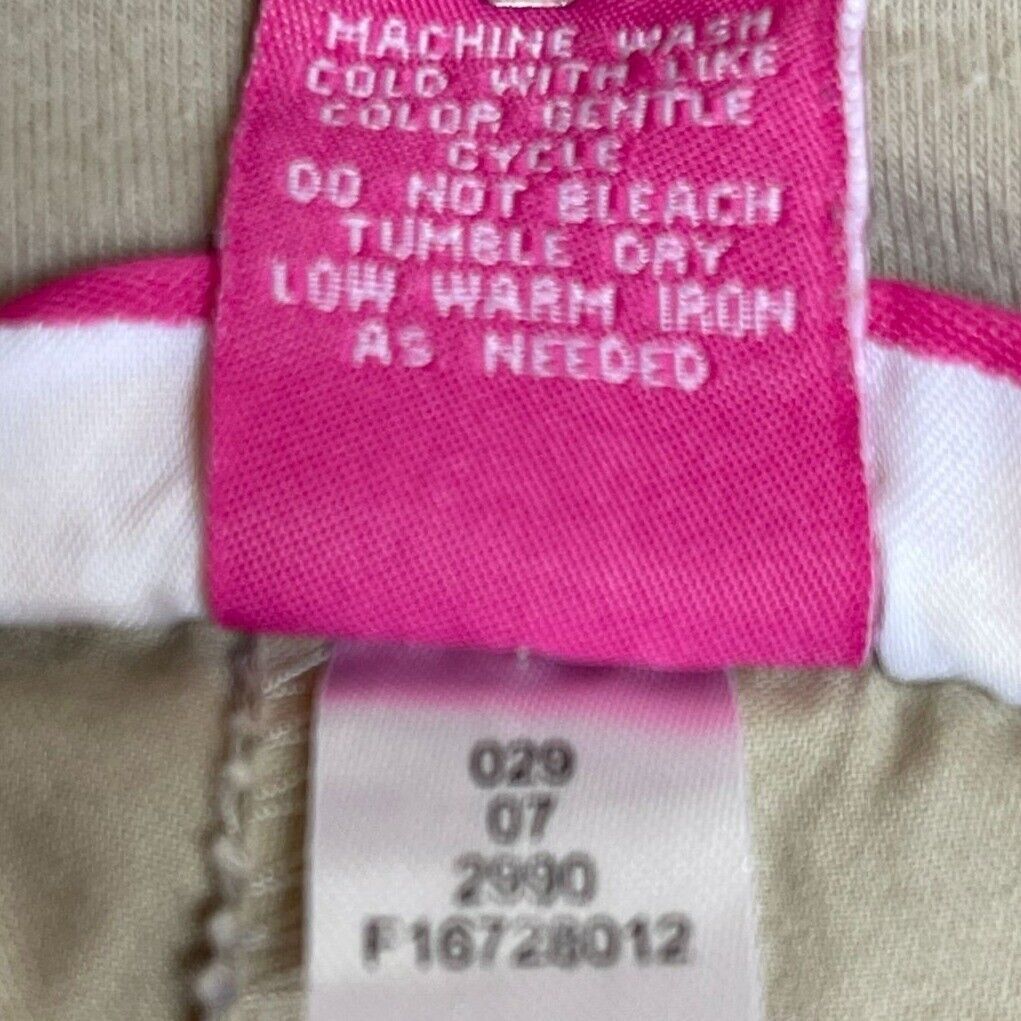 MACHINE WASH
COLD WITH LIKE
COLOR GENTLE
CYCLE
DO NOT BLEACH
TUMBLE DRY
LOW WARM IRON
AS NEEDED
029
07
2990
F16728012